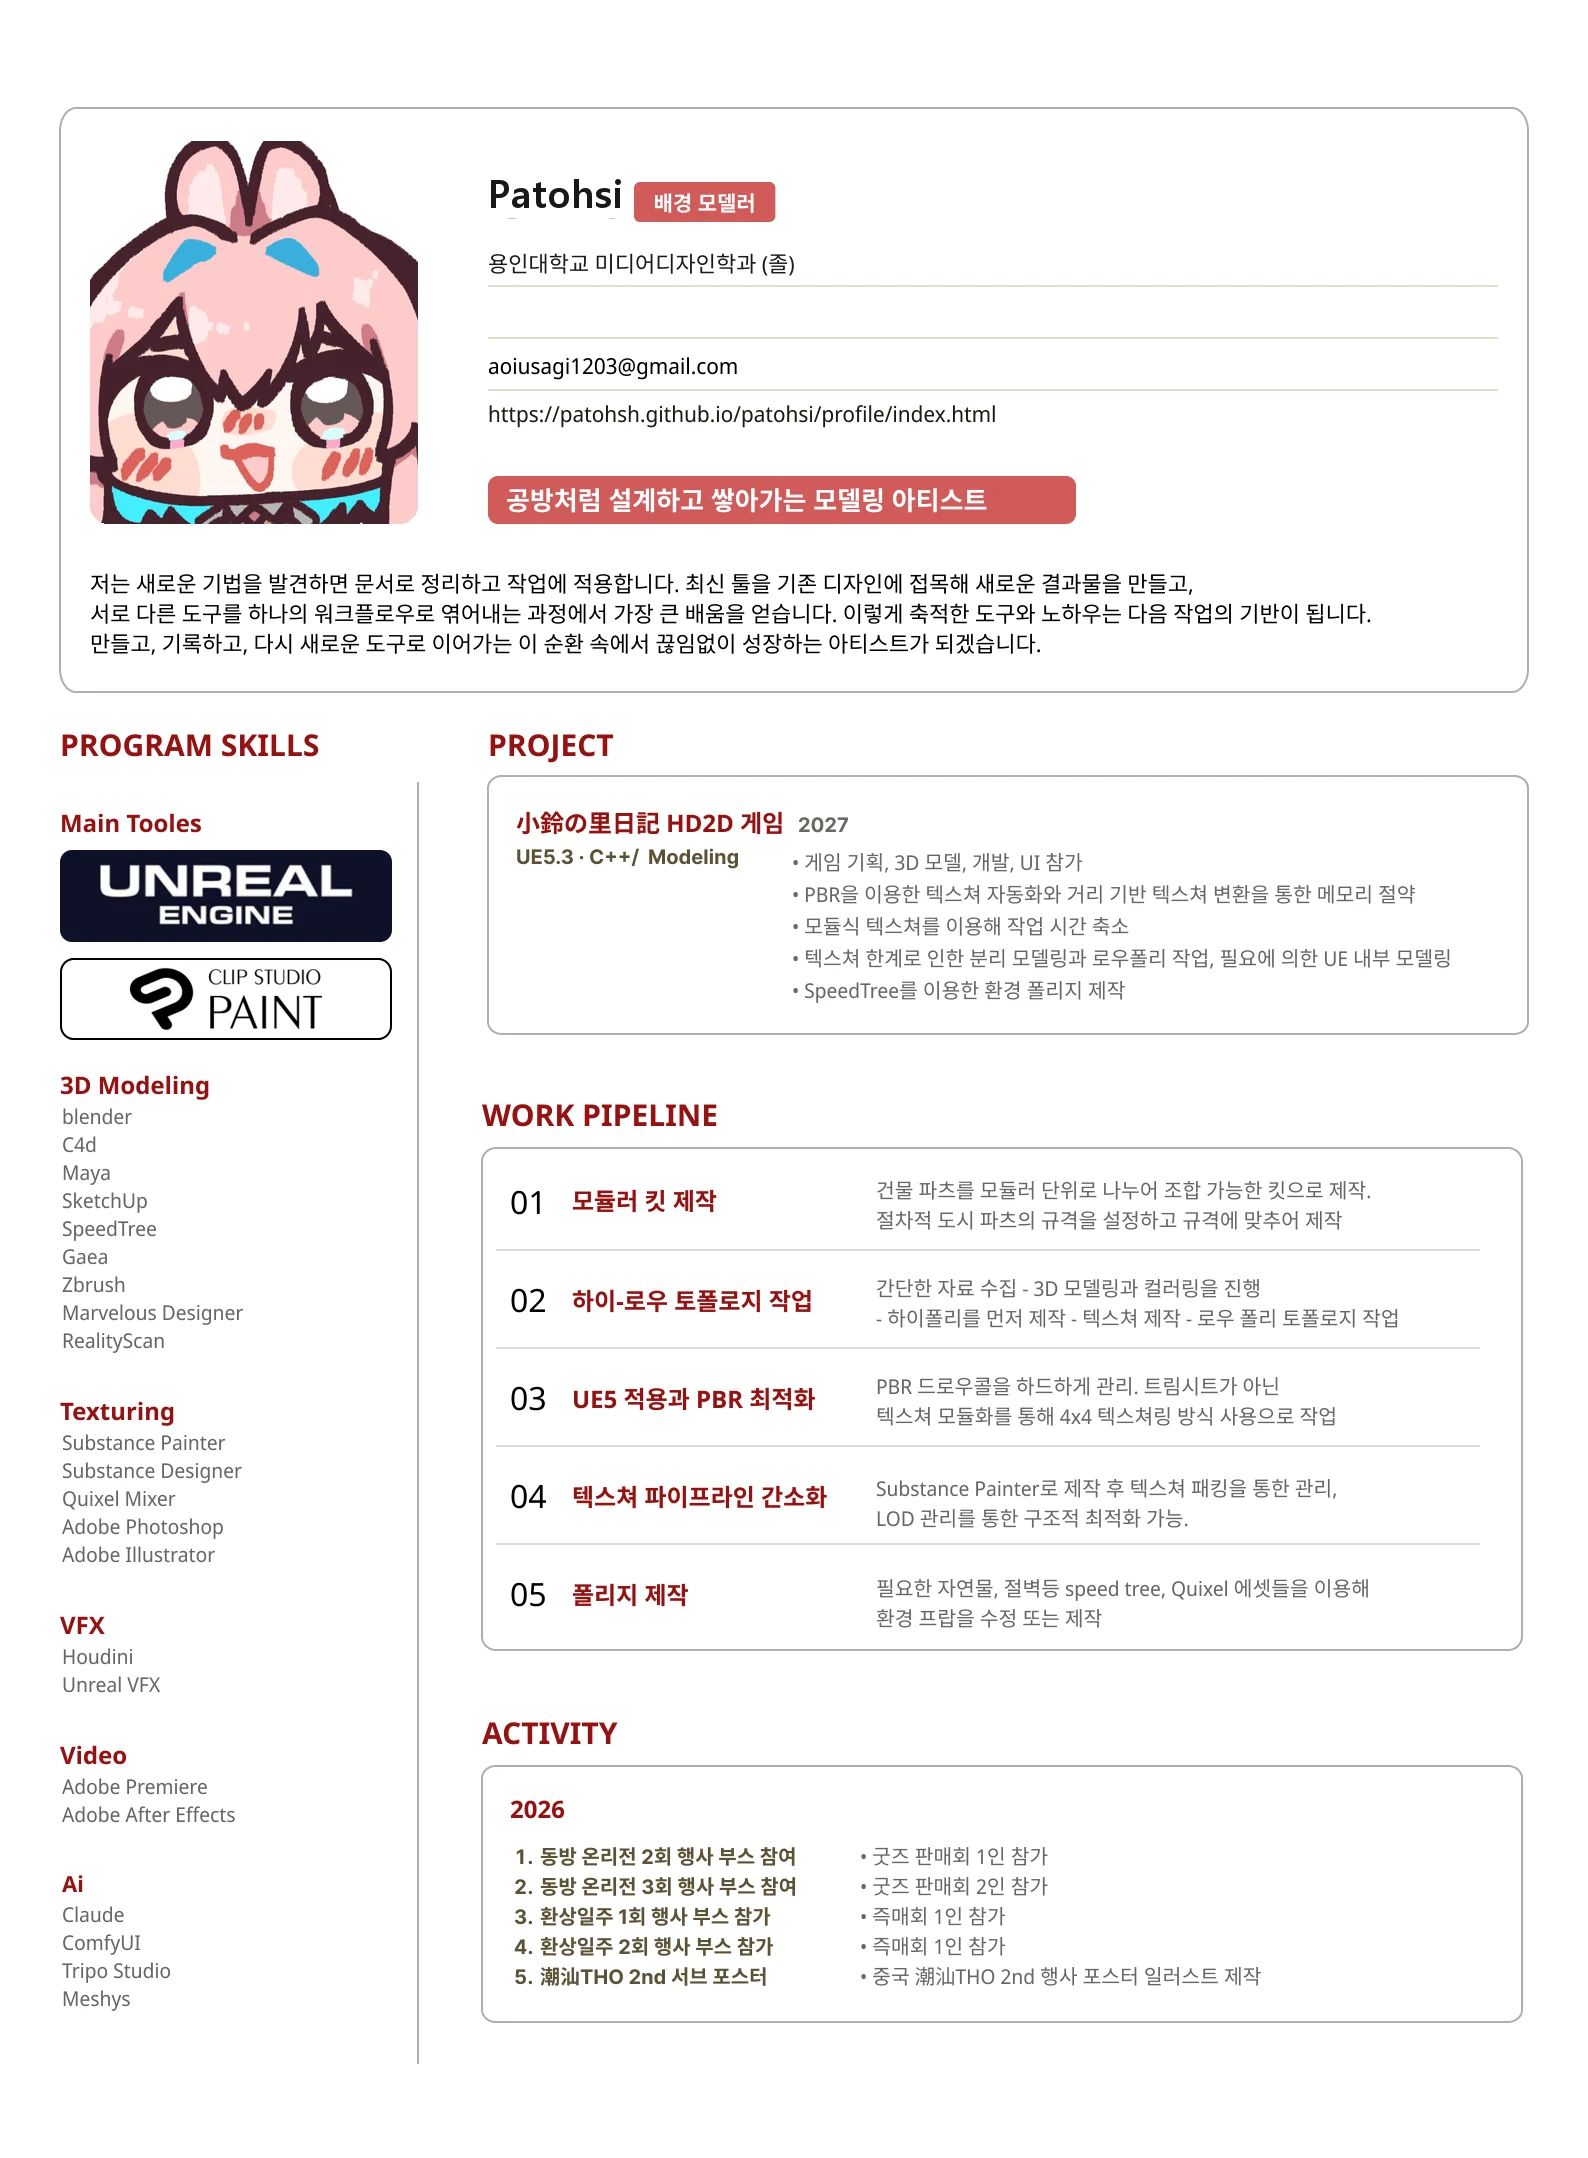 Patohsi
배경 모델러
용인대학교 미디어디자인학과 (졸)
aoiusagi1203@gmail.com
https://patohsh.github.io/patohsi/profile/index.html
공방처럼 설계하고 쌓아가는 모델링 아티스트
저는 새로운 기법을 발견하면 문서로 정리하고 작업에 적용합니다. 최신 툴을 기존 디자인에 접목해 새로운 결과물을 만들고,
서로 다른 도구를 하나의 워크플로우로 엮어내는 과정에서 가장 큰 배움을 얻습니다. 이렇게 축적한 도구와 노하우는 다음 작업의 기반이 됩니다.
만들고, 기록하고, 다시 새로운 도구로 이어가는 이 순환 속에서 끊임없이 성장하는 아티스트가 되겠습니다.
PROGRAM SKILLS
Main Tooles
UNREAL
ENGINE
CLIP STUDIO
PAINT
3D Modeling
blender
C4d
Maya
SketchUp
SpeedTree
Gaea
Zbrush
Marvelous Designer
RealityScan
Texturing
Substance Painter
Substance Designer
Quixel Mixer
Adobe Photoshop
Adobe Illustrator
VFX
Houdini
Unreal VFX
Video
Adobe Premiere
Adobe After Effects
Ai
Claude
ComfyUI
Tripo Studio
Meshys
PROJECT
小鈴の里日記 HD2D 게임 2027
UE5.3 · C++/ Modeling
• 게임 기획, 3D 모델, 개발, UI 참가
• PBR을 이용한 텍스쳐 자동화와 거리 기반 텍스쳐 변환을 통한 메모리 절약
• 모듈식 텍스쳐를 이용해 작업 시간 축소
• 텍스쳐 한계로 인한 분리 모델링과 로우폴리 작업, 필요에 의한 UE 내부 모델링
• SpeedTree를 이용한 환경 폴리지 제작
WORK PIPELINE
01 모듈러 킷 제작
건물 파츠를 모듈러 단위로 나누어 조합 가능한 킷으로 제작.
절차적 도시 파츠의 규격을 설정하고 규격에 맞추어 제작
02 하이-로우 토폴로지 작업
간단한 자료 수집 - 3D 모델링과 컬러링을 진행
- 하이폴리를 먼저 제작 - 텍스쳐 제작 - 로우 폴리 토폴로지 작업
03 UE5 적용과 PBR 최적화
PBR 드로우콜을 하드하게 관리. 트림시트가 아닌
텍스쳐 모듈화를 통해 4x4 텍스쳐링 방식 사용으로 작업
04 텍스쳐 파이프라인 간소화
Substance Painter로 제작 후 텍스쳐 패킹을 통한 관리,
LOD 관리를 통한 구조적 최적화 가능.
05 폴리지 제작
필요한 자연물, 절벽등 speed tree, Quixel 에셋들을 이용해
환경 프랍을 수정 또는 제작
ACTIVITY
2026
1. 동방 온리전 2회 행사 부스 참여 • 굿즈 판매회 1인 참가
2. 동방 온리전 3회 행사 부스 참여 • 굿즈 판매회 2인 참가
3. 환상일주 1회 행사 부스 참가 • 즉매회 1인 참가
4. 환상일주 2회 행사 부스 참가 • 즉매회 1인 참가
5. 潮汕THO 2nd 서브 포스터 • 중국 潮汕THO 2nd 행사 포스터 일러스트 제작